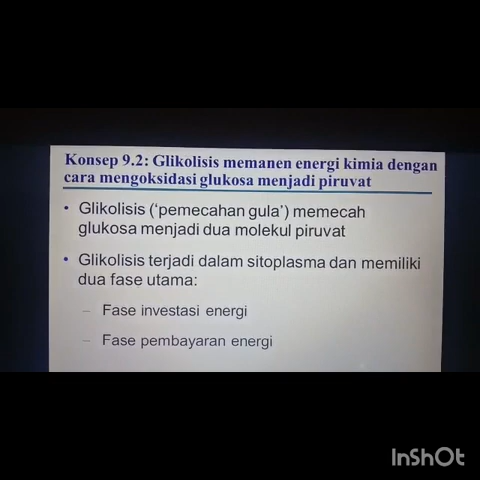 Konsep 9.2: Glikolisis memanen energi kimia dengan
cara mengoksidasi glukosa menjadi piruvat
• Glikolisis (‘pemecahan gula’) memecah
glukosa menjadi dua molekul piruvat
• Glikolisis terjadi dalam sitoplasma dan memiliki
dua fase utama:
– Fase investasi energi
– Fase pembayaran energi
InShOt